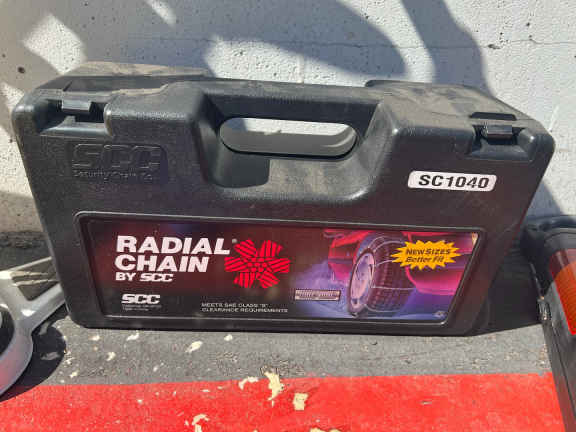 SCC
Security Chain Co.
SC1040
RADIAL®
CHAIN
BY SCC
NEW SIZES
Better Fit
SCC
MEETS SAE CLASS "S"
CLEARANCE REQUIREMENTS